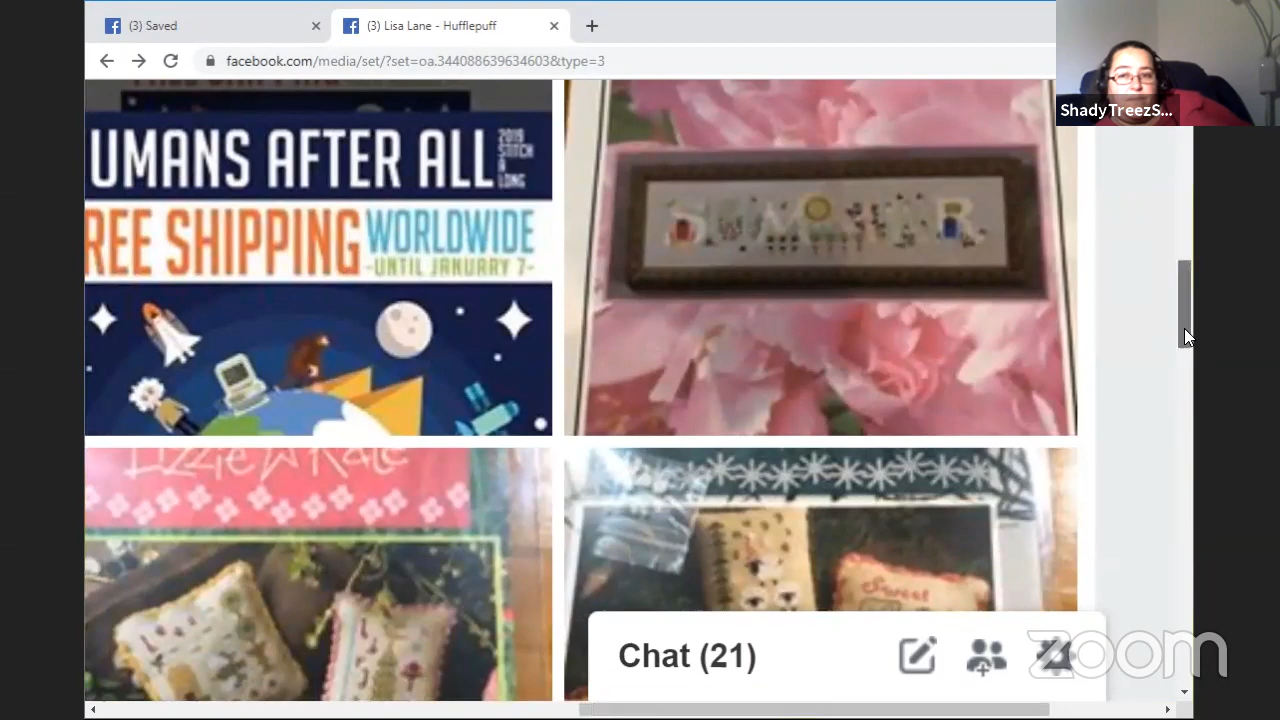 (3) Saved
(3) Lisa Lane - Hufflepuff
facebook.com/media/set/?set=oa.344088639634603&type=3
ShadyTreezS...
UMANS AFTER ALL
2019
STITCH
A
LONG
REE SHIPPING
WORLDWIDE
-UNTIL JANUARY 7-
SUMMER
Lizzie Kate
Sweet
Chat (21)
zoom